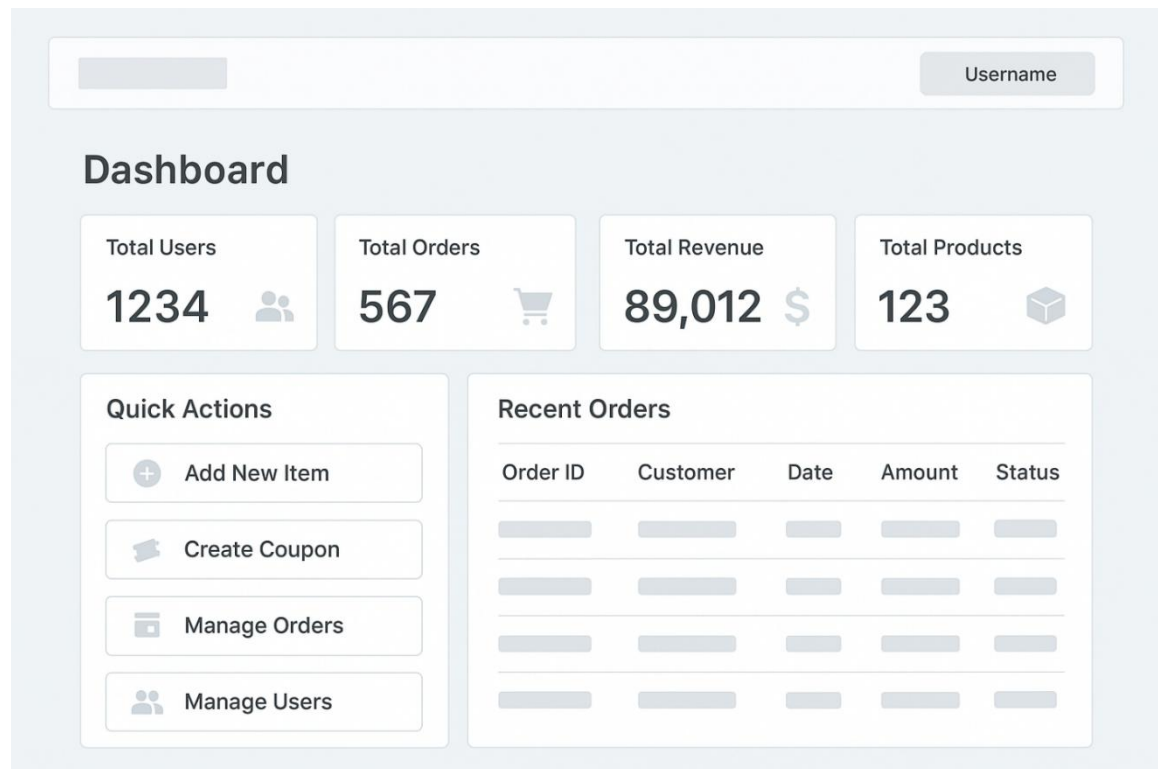 Username
Dashboard
Total Users
1234
Total Orders
567
Total Revenue
89,012 $
Total Products
123
Quick Actions
Add New Item
Create Coupon
Manage Orders
Manage Users
Recent Orders
Order ID Customer Date Amount Status